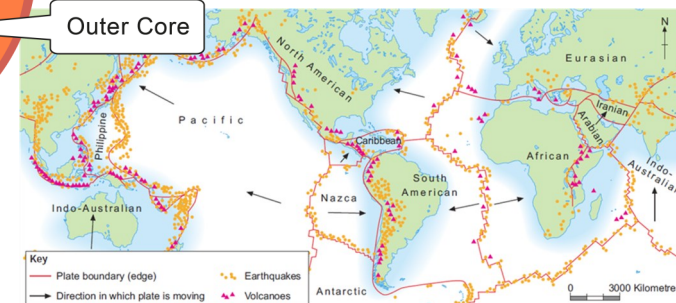 Outer Core
N
North American
Eurasian
Pacific
Philippine
Caribbean
Iranian
Arabian
African
Indo-
Australian
South
American
Nazca
Indo-Australian
Antarctic
Key
Plate boundary (edge)
Earthquakes
Direction in which plate is moving
Volcanoes
0 3000 Kilometre